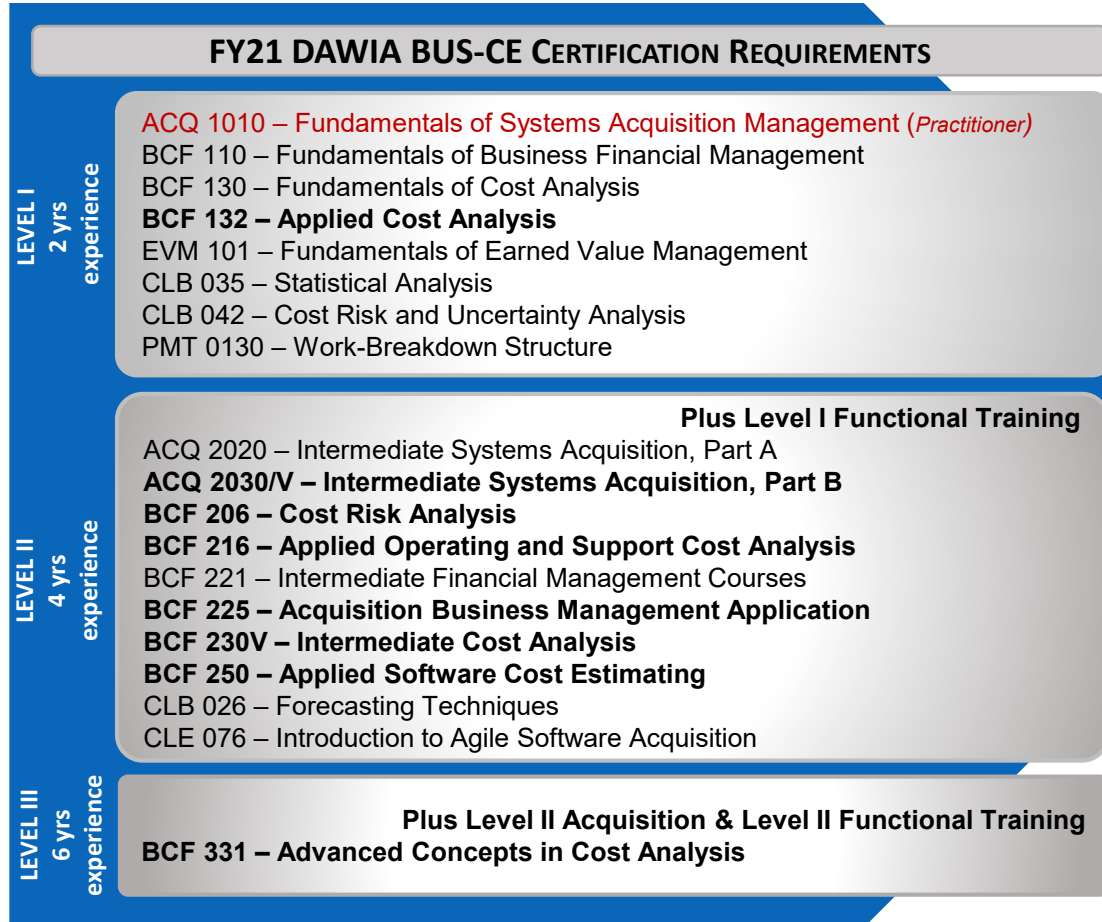 FY21 DAWIA BUS-CE CERTIFICATION REQUIREMENTS
LEVEL I
2 yrs
experience
ACQ 1010 – Fundamentals of Systems Acquisition Management (Practitioner)
BCF 110 – Fundamentals of Business Financial Management
BCF 130 – Fundamentals of Cost Analysis
BCF 132 – Applied Cost Analysis
EVM 101 – Fundamentals of Earned Value Management
CLB 035 – Statistical Analysis
CLB 042 – Cost Risk and Uncertainty Analysis
PMT 0130 – Work-Breakdown Structure
LEVEL II
4 yrs
experience
Plus Level I Functional Training
ACQ 2020 – Intermediate Systems Acquisition, Part A
ACQ 2030/V – Intermediate Systems Acquisition, Part B
BCF 206 – Cost Risk Analysis
BCF 216 – Applied Operating and Support Cost Analysis
BCF 221 – Intermediate Financial Management Courses
BCF 225 – Acquisition Business Management Application
BCF 230V – Intermediate Cost Analysis
BCF 250 – Applied Software Cost Estimating
CLB 026 – Forecasting Techniques
CLE 076 – Introduction to Agile Software Acquisition
LEVEL III
6 yrs
experience
Plus Level II Acquisition & Level II Functional Training
BCF 331 – Advanced Concepts in Cost Analysis